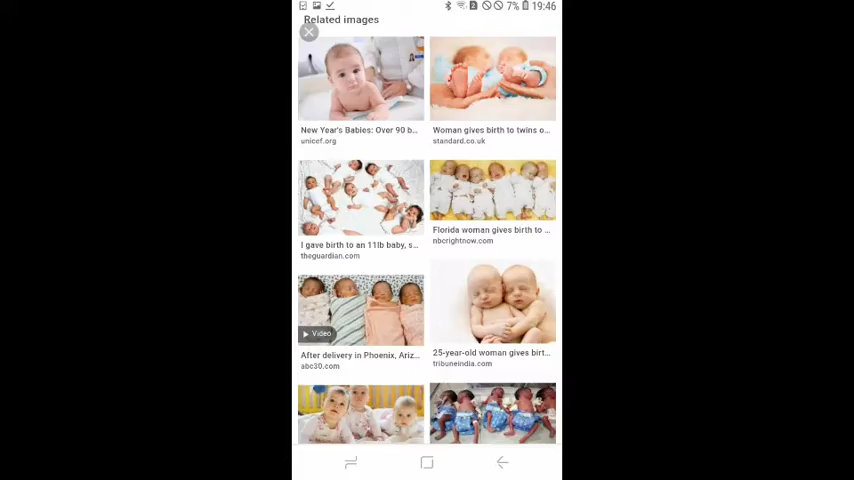 7% 19:46
Related images
New Year's Babies: Over 90 b...
unicef.org
Woman gives birth to twins o...
standard.co.uk
I gave birth to an 11lb baby, s...
theguardian.com
Florida woman gives birth to ...
nbcrightnow.com
Video
After delivery in Phoenix, Ariz...
abc30.com
25-year-old woman gives birt...
tribuneindia.com